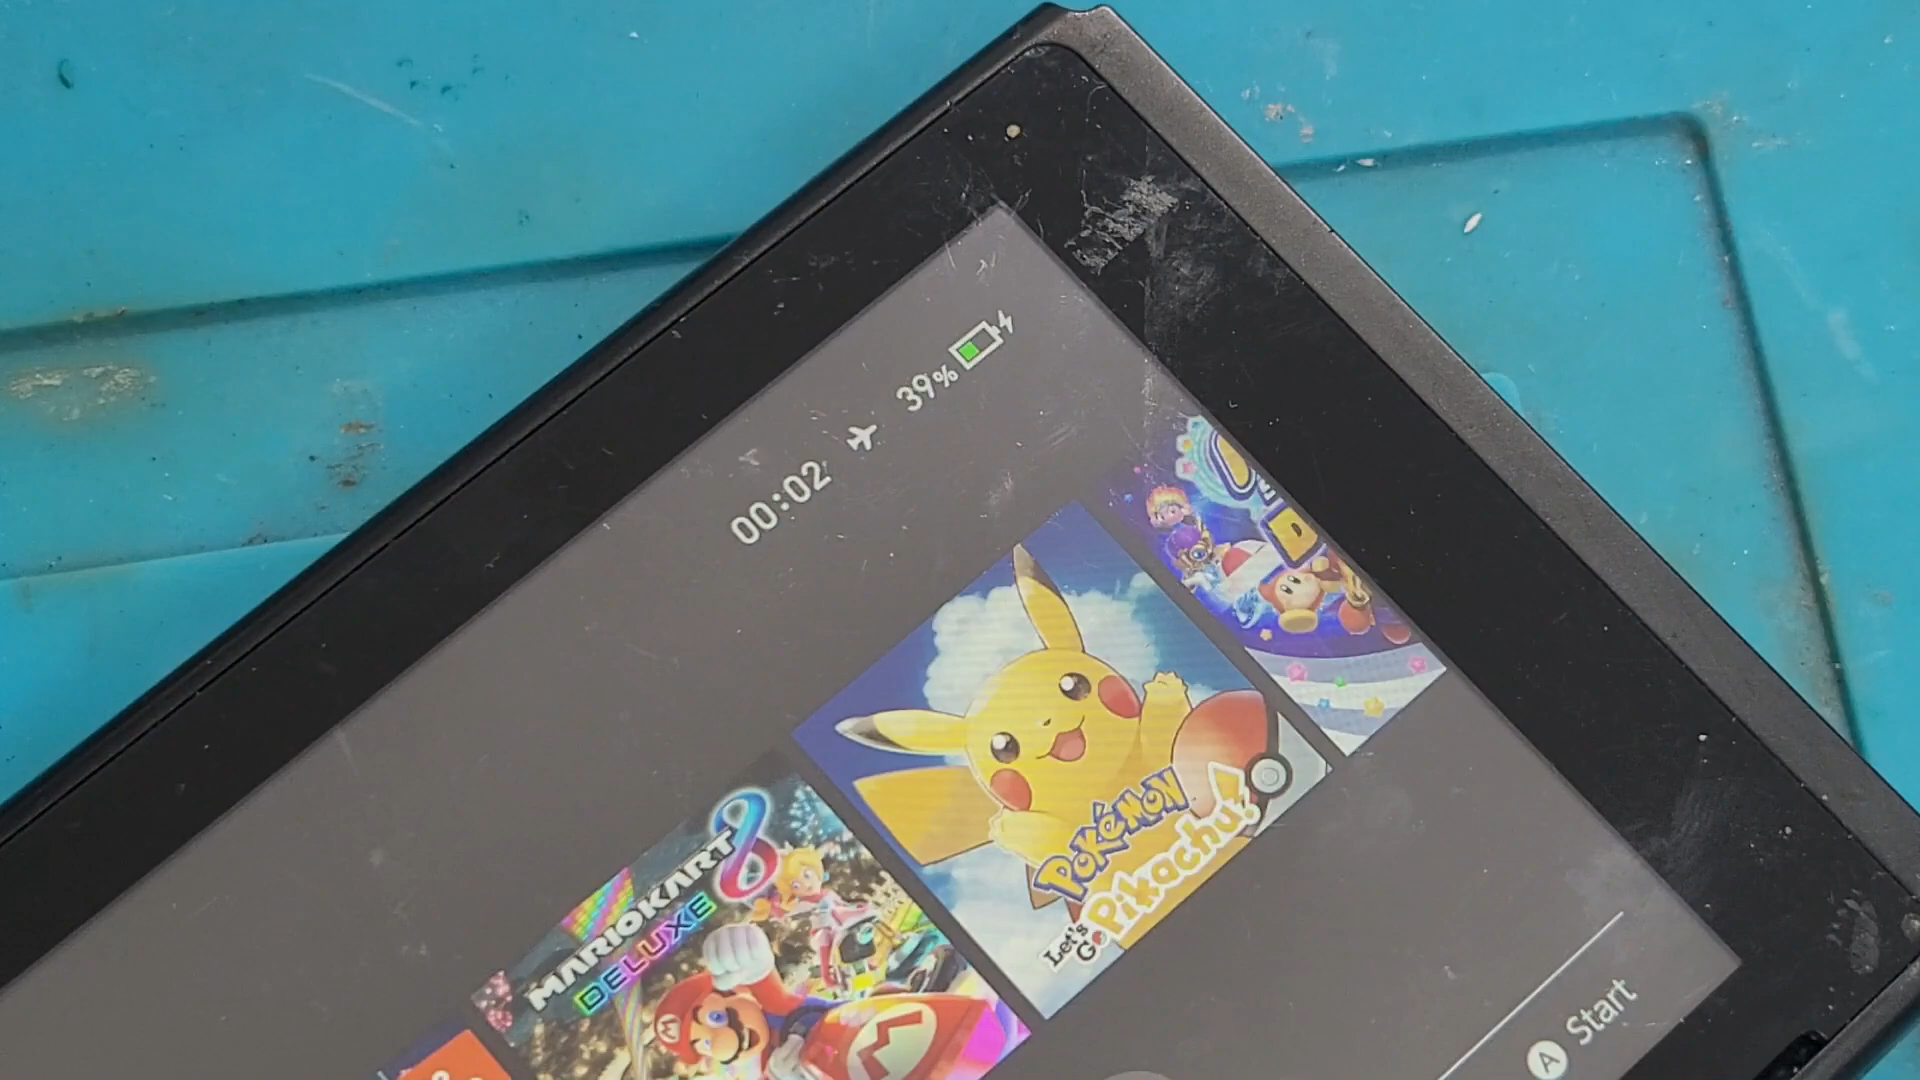 00:02 39%
MARIOKART 8
DELUXE
POKéMON
Let's Go Pikachu!
A Start